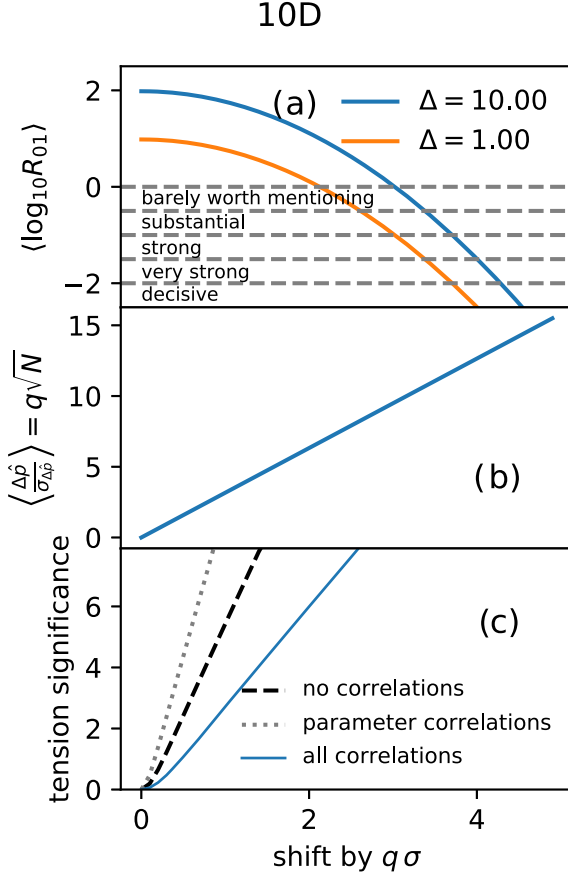 10D
(a)
Δ = 10.00
Δ = 1.00
⟨log₁₀R₀₁⟩
2
0
−2
barely worth mentioning
substantial
strong
very strong
decisive
⟨Δp̂/σ_Δp̂⟩ = q√N
15
10
5
0
(b)
tension significance
6
4
2
0
(c)
no correlations
parameter correlations
all correlations
0 2 4
shift by q σ